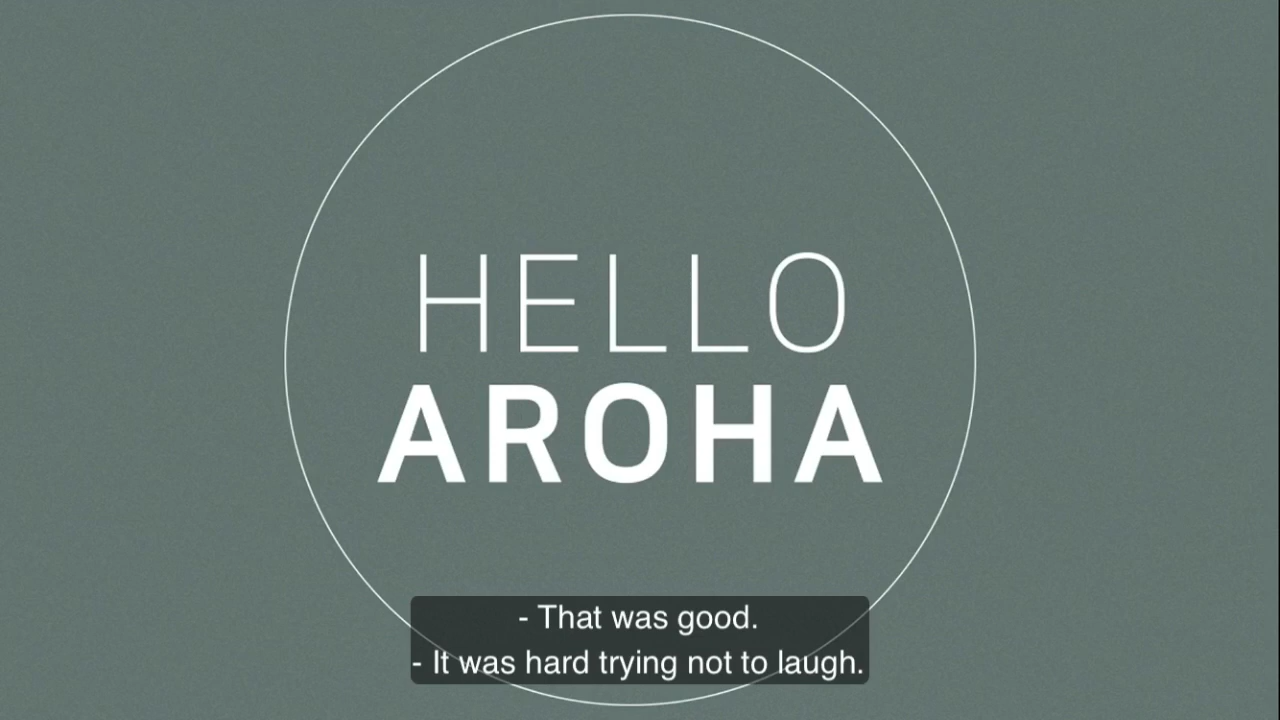 HELLO
AROHA
- That was good.
- It was hard trying not to laugh.